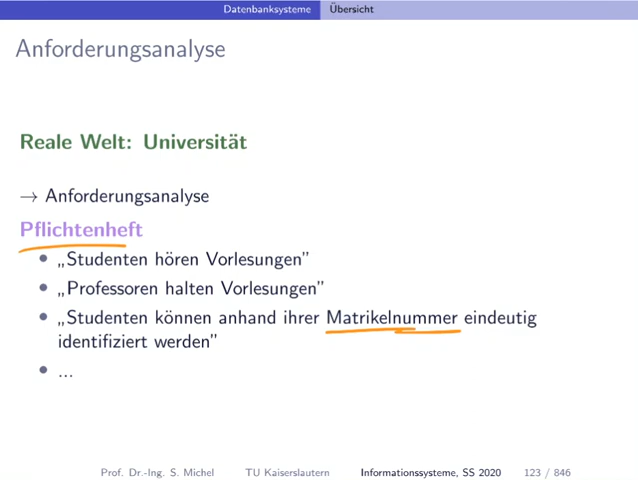 Datenbanksysteme Übersicht
Anforderungsanalyse
Reale Welt: Universität
→ Anforderungsanalyse
Pflichtenheft
• „Studenten hören Vorlesungen”
• „Professoren halten Vorlesungen”
• „Studenten können anhand ihrer Matrikelnummer eindeutig
identifiziert werden”
• ...
Prof. Dr.-Ing. S. Michel TU Kaiserslautern Informationssysteme, SS 2020 123 / 846